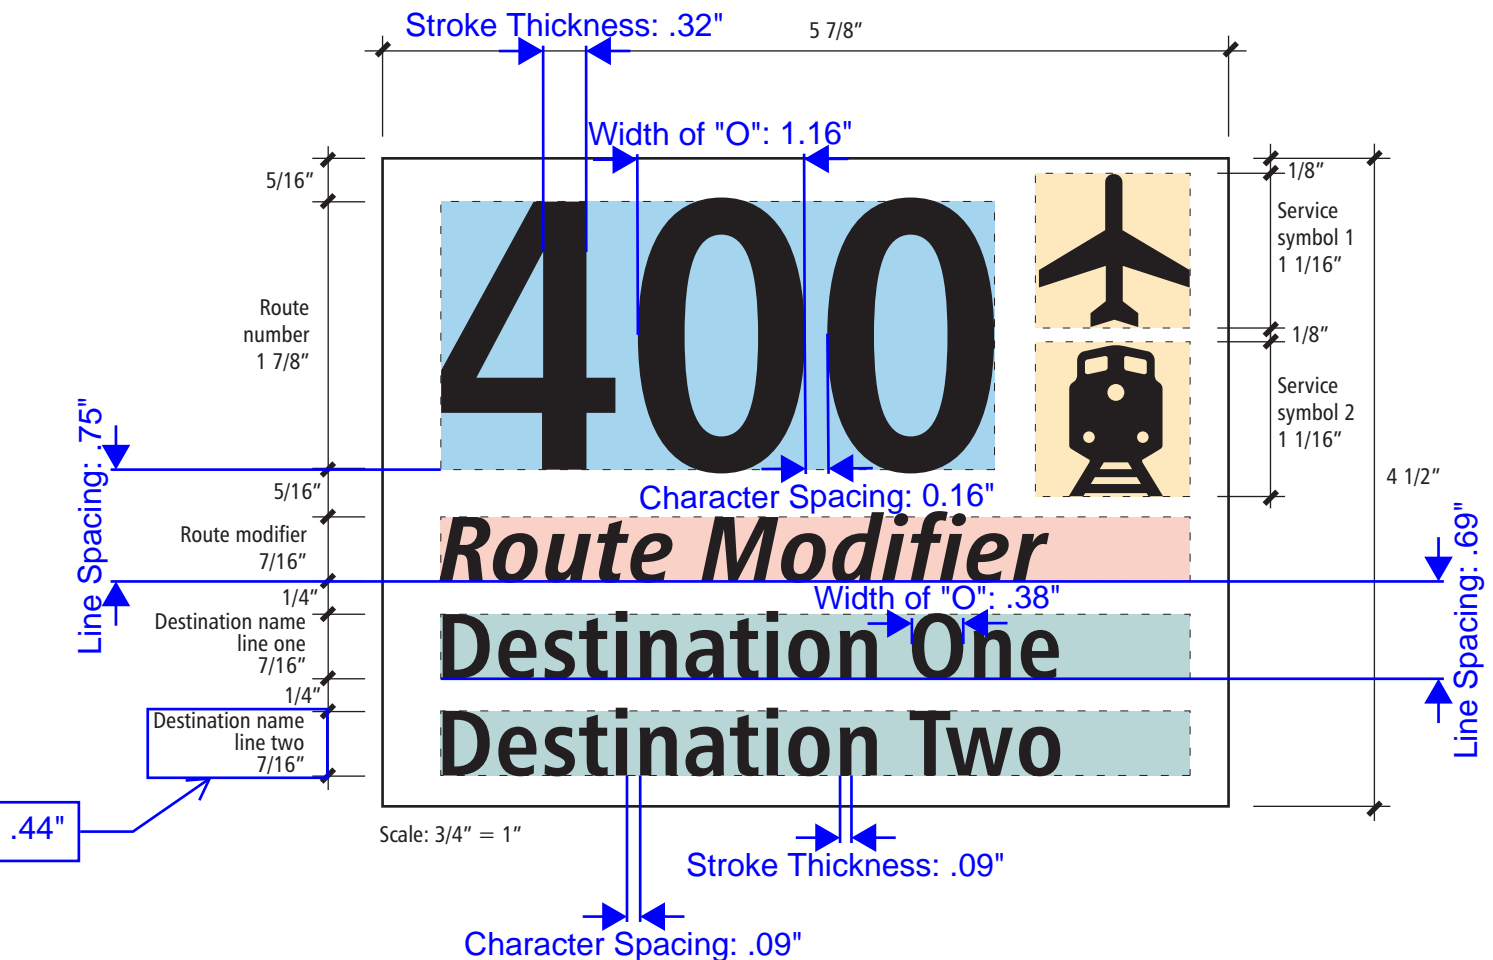 Stroke Thickness: .32"
5 7/8”
Width of "O": 1.16"
5/16”
1/8”
400
Service
symbol 1
1 1/16”
Route
number
1 7/8”
1/8”
Service
symbol 2
1 1/16”
Line Spacing: .75"
4 1/2”
5/16”
Character Spacing: 0.16"
Route modifier
7/16”
Route Modifier
Line Spacing: .69"
1/4”
Width of "O": .38"
Destination name
line one
7/16”
Destination One
1/4”
Destination name
line two
7/16”
Destination Two
.44"
Scale: 3/4” = 1”
Stroke Thickness: .09"
Character Spacing: .09"